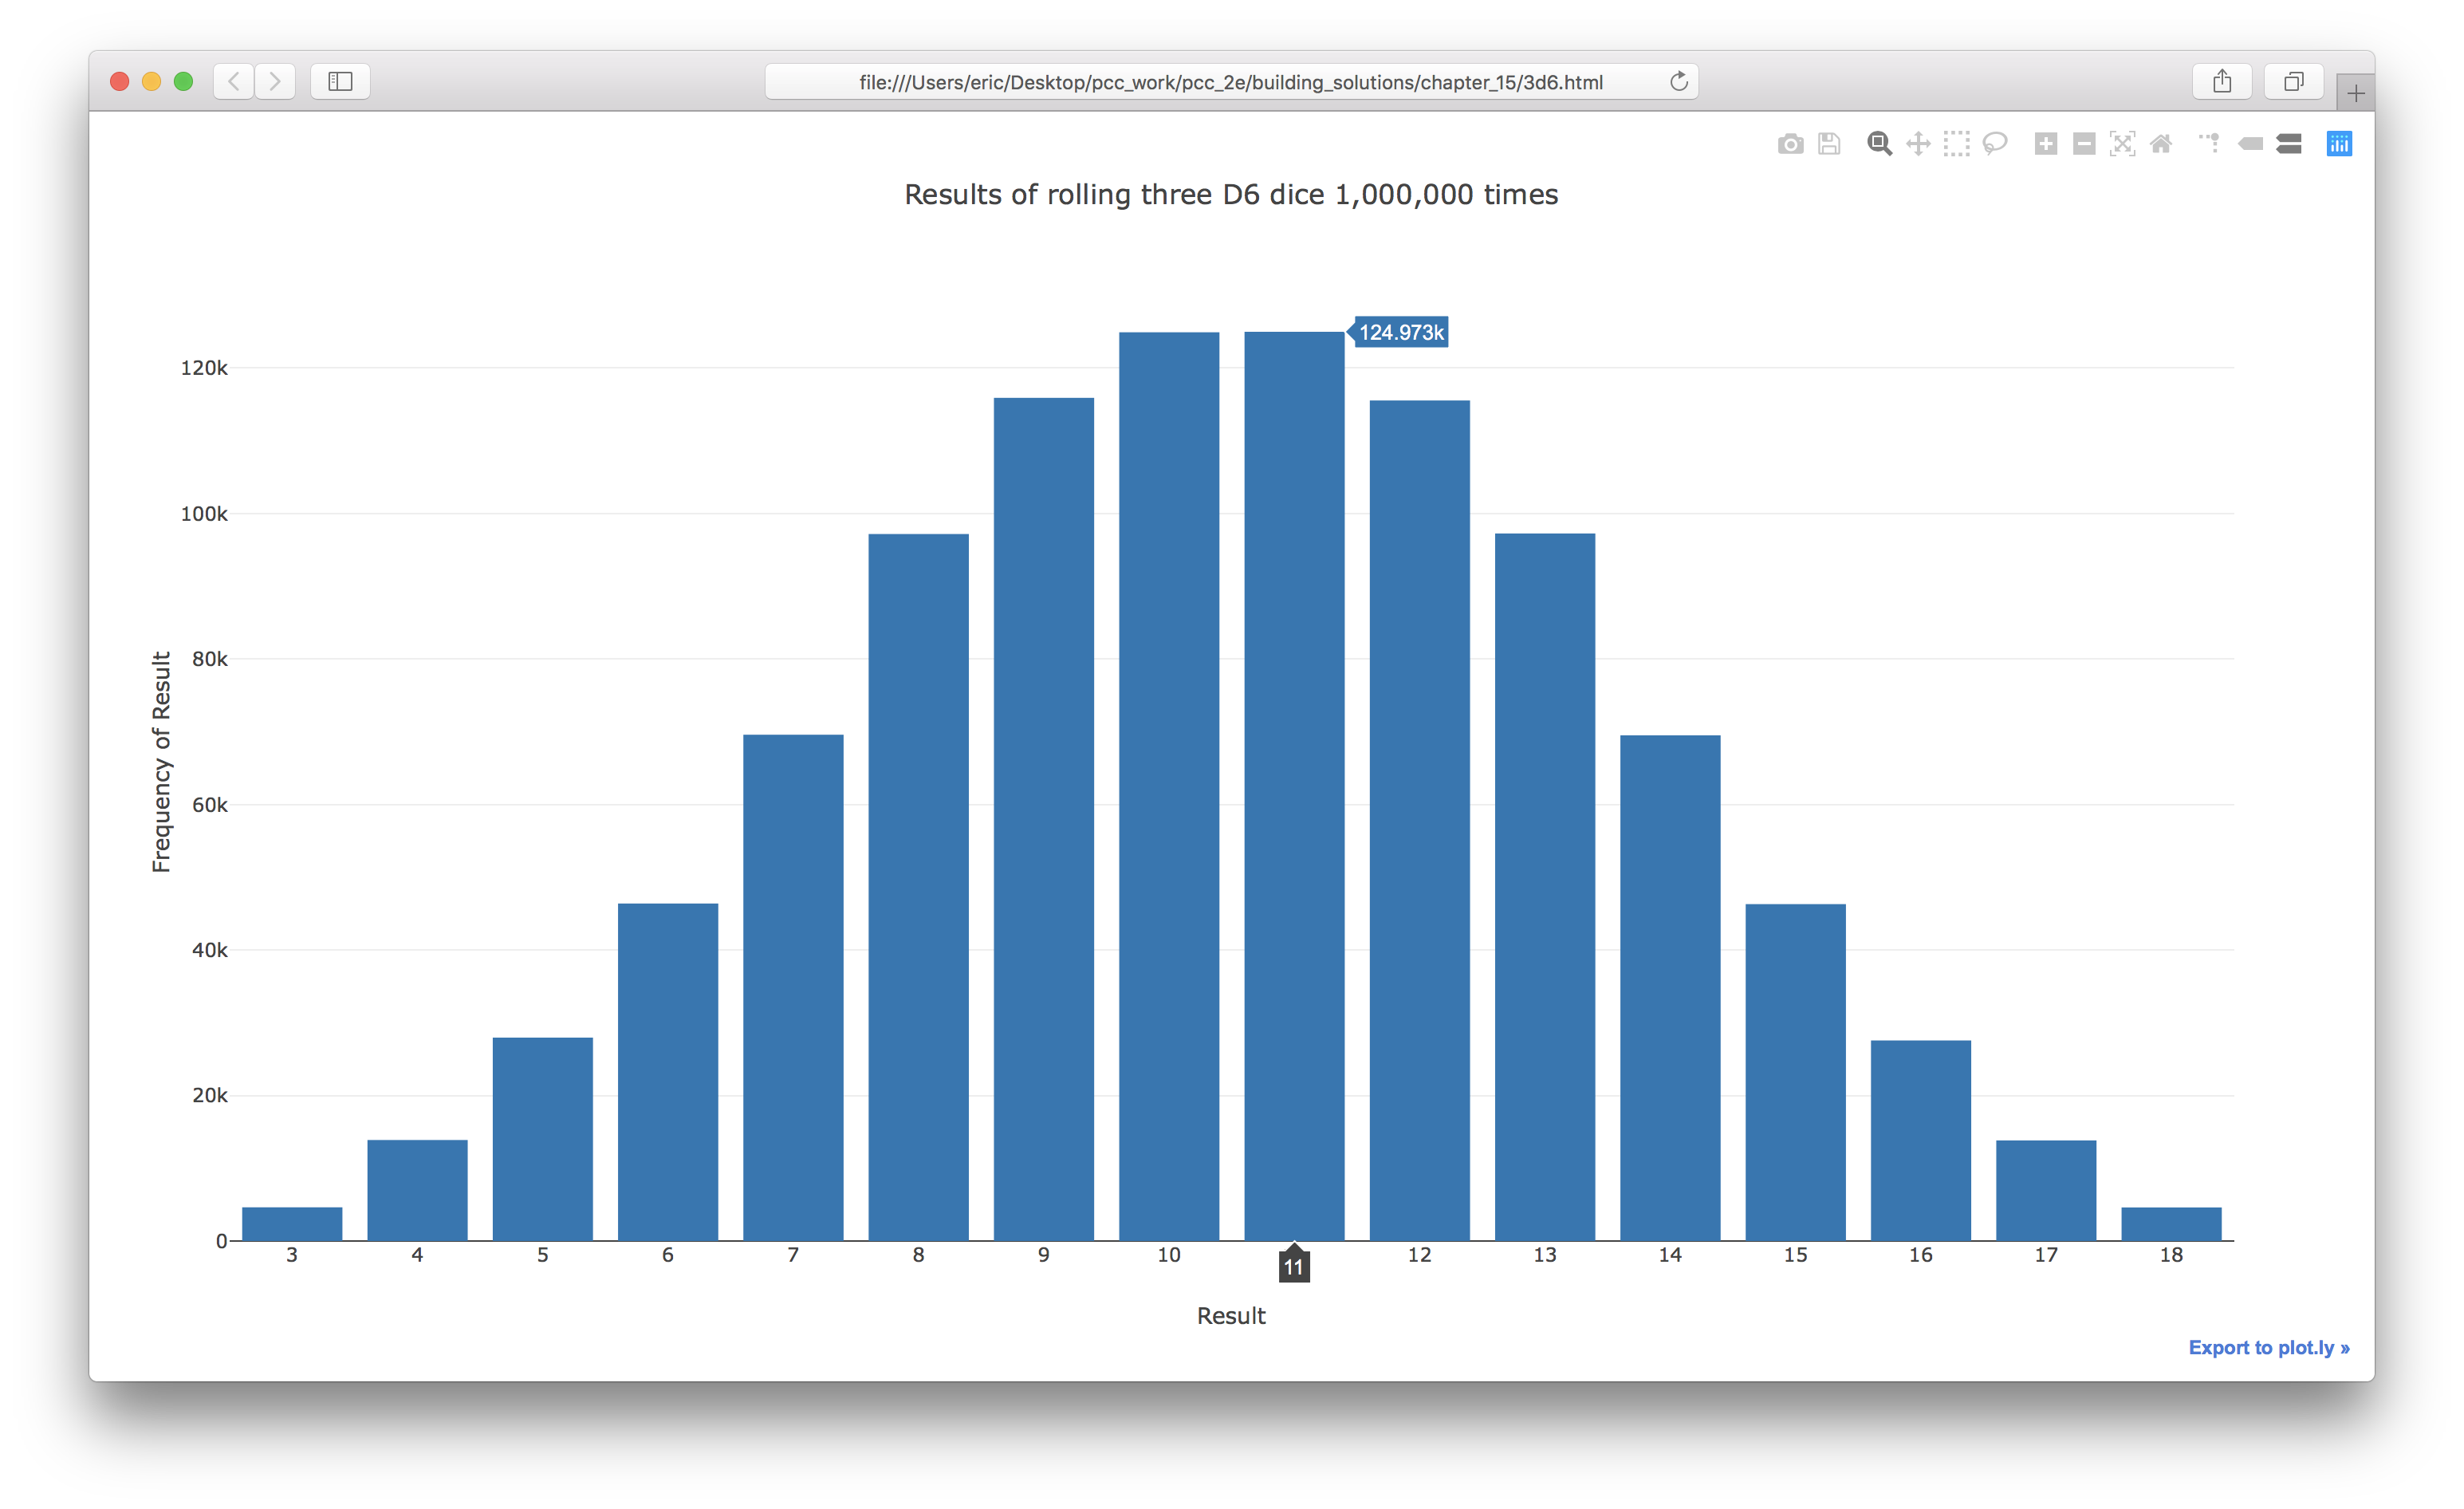 file:///Users/eric/Desktop/pcc_work/pcc_2e/building_solutions/chapter_15/3d6.html
Results of rolling three D6 dice 1,000,000 times
124.973k
120k
100k
80k
60k
40k
20k
0
Frequency of Result
3 4 5 6 7 8 9 10 11 12 13 14 15 16 17 18
Result
Export to plot.ly »